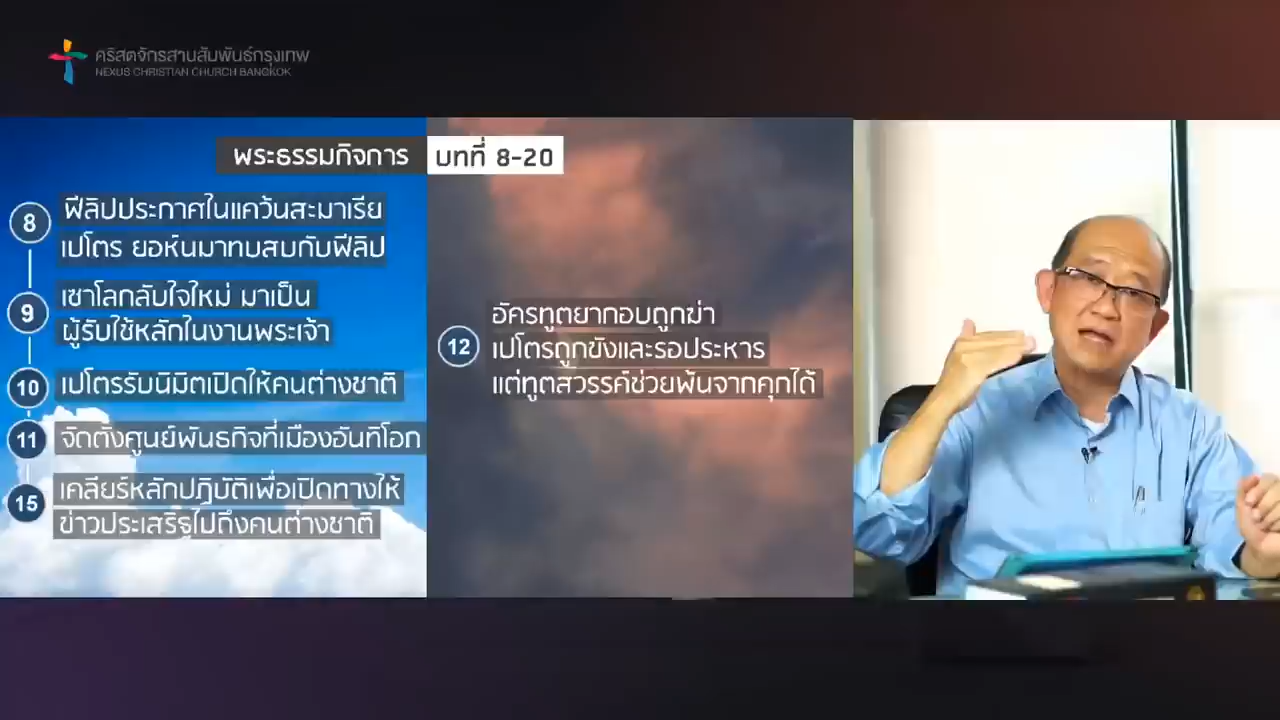 คริสตจักรสานสัมพันธ์กรุงเทพ
NEXUS CHRISTIAN CHURCH BANGKOK
พระธรรมกิจการ บทที่ 8-20
8 ฟีลิปประกาศในแคว้นสะมาเรีย
เปโตร ยอห์นมาทบสบกับฟีลิป
9 เซาโลกลับใจใหม่ มาเป็น
ผู้รับใช้หลักในงานพระเจ้า
10 เปโตรรับนิมิตเปิดให้คนต่างชาติ
11 จัดตั้งศูนย์พันธกิจที่เมืองอันทิโอก
15 เคลียร์หลักปฏิบัติเพื่อเปิดทางให้
ข่าวประเสริฐไปถึงคนต่างชาติ
12 อัครทูตยากอบถูกฆ่า
เปโตรถูกขังและรอประหาร
แต่ทูตสวรรค์ช่วยพ้นจากคุกได้